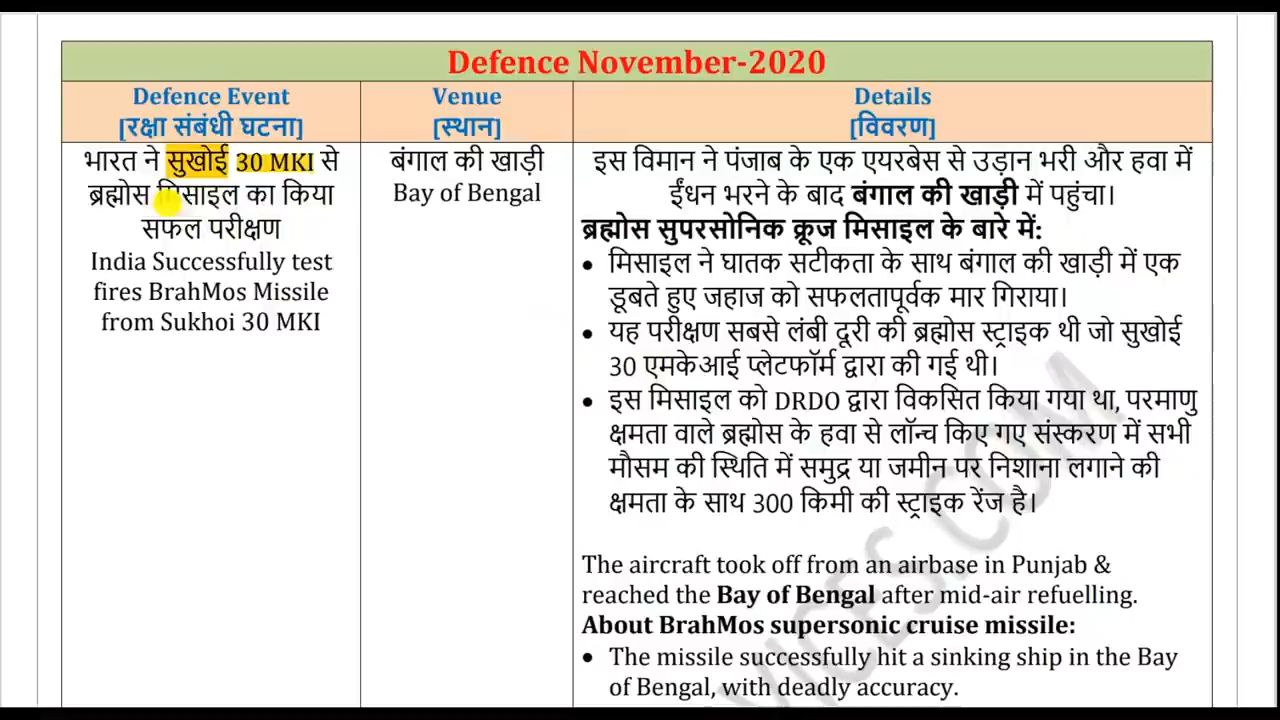 Defence November-2020
Defence Event
[रक्षा संबंधी घटना]
Venue
[स्थान]
Details
[विवरण]
भारत ने सुखोई 30 MKI से
ब्रह्मोस मिसाइल का किया
सफल परीक्षण
India Successfully test
fires BrahMos Missile
from Sukhoi 30 MKI
बंगाल की खाड़ी
Bay of Bengal
इस विमान ने पंजाब के एक एयरबेस से उड़ान भरी और हवा में
ईंधन भरने के बाद बंगाल की खाड़ी में पहुंचा।
ब्रह्मोस सुपरसोनिक क्रूज मिसाइल के बारे में:
• मिसाइल ने घातक सटीकता के साथ बंगाल की खाड़ी में एक
डूबते हुए जहाज को सफलतापूर्वक मार गिराया।
• यह परीक्षण सबसे लंबी दूरी की ब्रह्मोस स्ट्राइक थी जो सुखोई
30 एमकेआई प्लेटफॉर्म द्वारा की गई थी।
• इस मिसाइल को DRDO द्वारा विकसित किया गया था, परमाणु
क्षमता वाले ब्रह्मोस के हवा से लॉन्च किए गए संस्करण में सभी
मौसम की स्थिति में समुद्र या जमीन पर निशाना लगाने की
क्षमता के साथ 300 किमी की स्ट्राइक रेंज है।
The aircraft took off from an airbase in Punjab &
reached the Bay of Bengal after mid-air refuelling.
About BrahMos supersonic cruise missile:
• The missile successfully hit a sinking ship in the Bay
of Bengal, with deadly accuracy.
VICES.COM